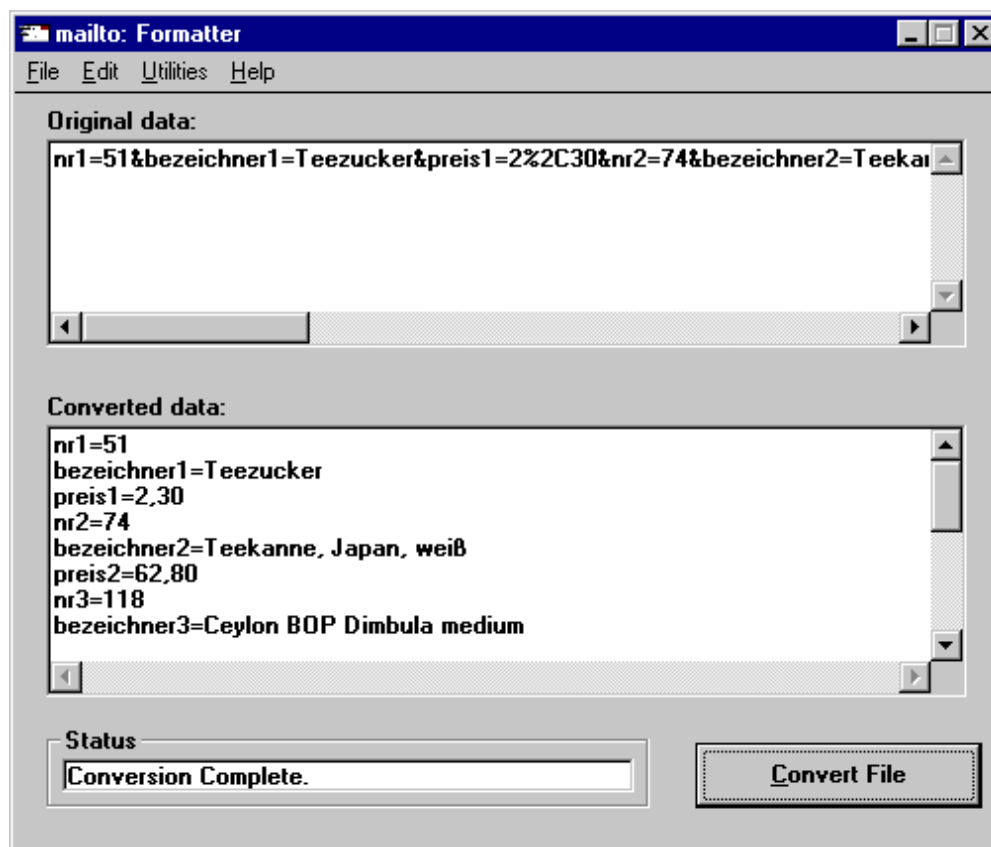 mailto: Formatter
File Edit Utilities Help
Original data:
nr1=51&bezeichner1=Teezucker&preis1=2%2C30&nr2=74&bezeichner2=Teekan
Converted data:
nr1=51
bezeichner1=Teezucker
preis1=2,30
nr2=74
bezeichner2=Teekanne, Japan, weiß
preis2=62,80
nr3=118
bezeichner3=Ceylon BOP Dimbula medium
Status
Conversion Complete.
Convert File